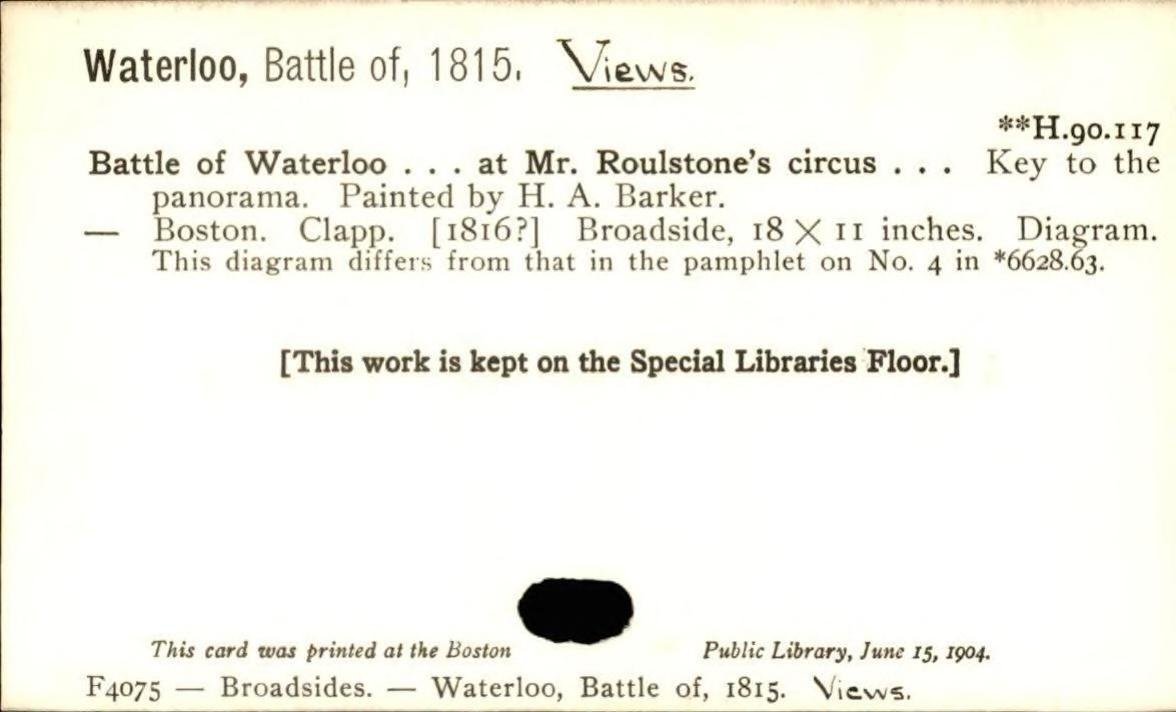 Waterloo, Battle of, 1815. Views.
**H.90.117
Battle of Waterloo . . . at Mr. Roulstone's circus . . . Key to the
panorama. Painted by H. A. Barker.
— Boston. Clapp. [1816?] Broadside, 18 × 11 inches. Diagram.
This diagram differs from that in the pamphlet on No. 4 in *6628.63.
[This work is kept on the Special Libraries Floor.]
This card was printed at the Boston Public Library, June 15, 1904.
F4075 — Broadsides. — Waterloo, Battle of, 1815. Views.